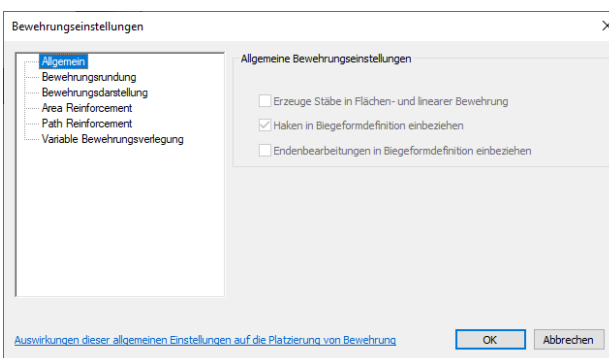 Bewehrungseinstellungen
Allgemein
Bewehrungsrundung
Bewehrungsdarstellung
Area Reinforcement
Path Reinforcement
Variable Bewehrungsverlegung
Allgemeine Bewehrungseinstellungen
Erzeuge Stäbe in Flächen- und linearer Bewehrung
Haken in Biegeformdefinition einbeziehen
Endenbearbeitungen in Biegeformdefinition einbeziehen
Auswirkungen dieser allgemeinen Einstellungen auf die Platzierung von Bewehrung
OK
Abbrechen